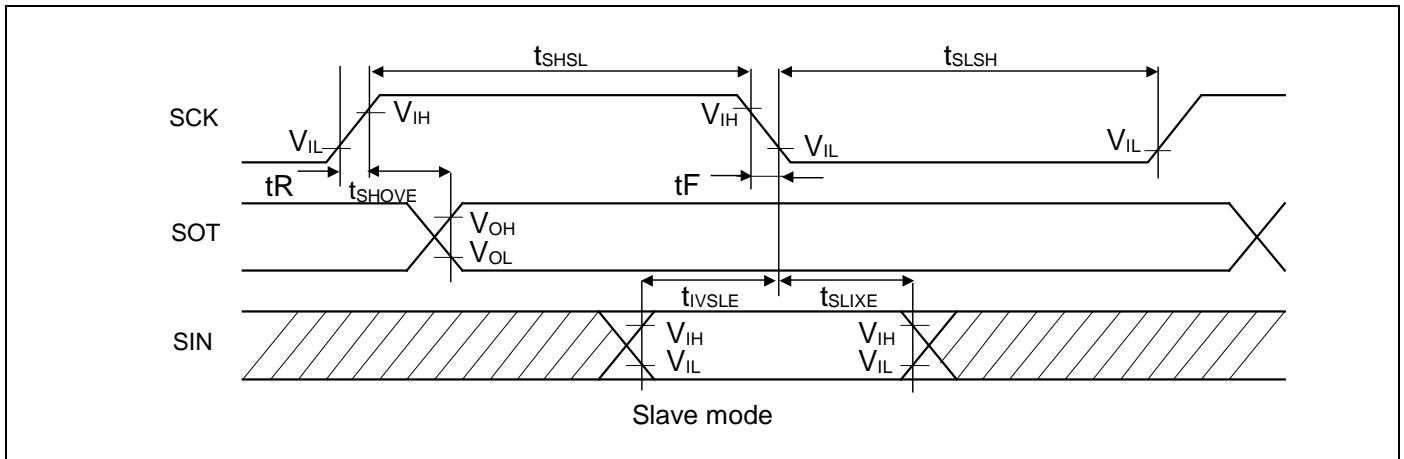 tSHSL
tSLSH
SCK
VIH
VIH
VIL
VIL
VIL
tR
tSHOVE
tF
SOT
VOH
VOL
tIVSLE
tSLIXE
SIN
VIH
VIH
VIL
VIL
Slave mode